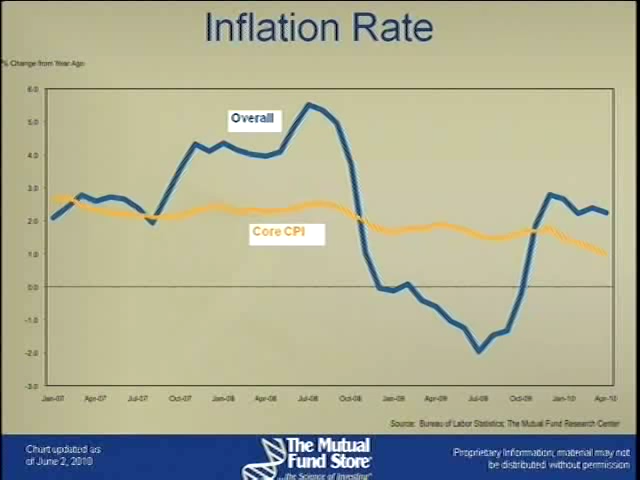 Inflation Rate
% Change from Year Ago
6.0
5.0
4.0
3.0
2.0
1.0
0.0
-1.0
-2.0
-3.0
Overall
Core CPI
Jan-07 Apr-07 Jul-07 Oct-07 Jan-08 Apr-08 Jul-08 Oct-08 Jan-09 Apr-09 Jul-09 Oct-09 Jan-10 Apr-10
Source: Bureau of Labor Statistics; The Mutual Fund Research Center
Chart updated as
of June 2, 2010
The Mutual
Fund Store
...the Science of Investing
Proprietary Information; material may not
be distributed without permission